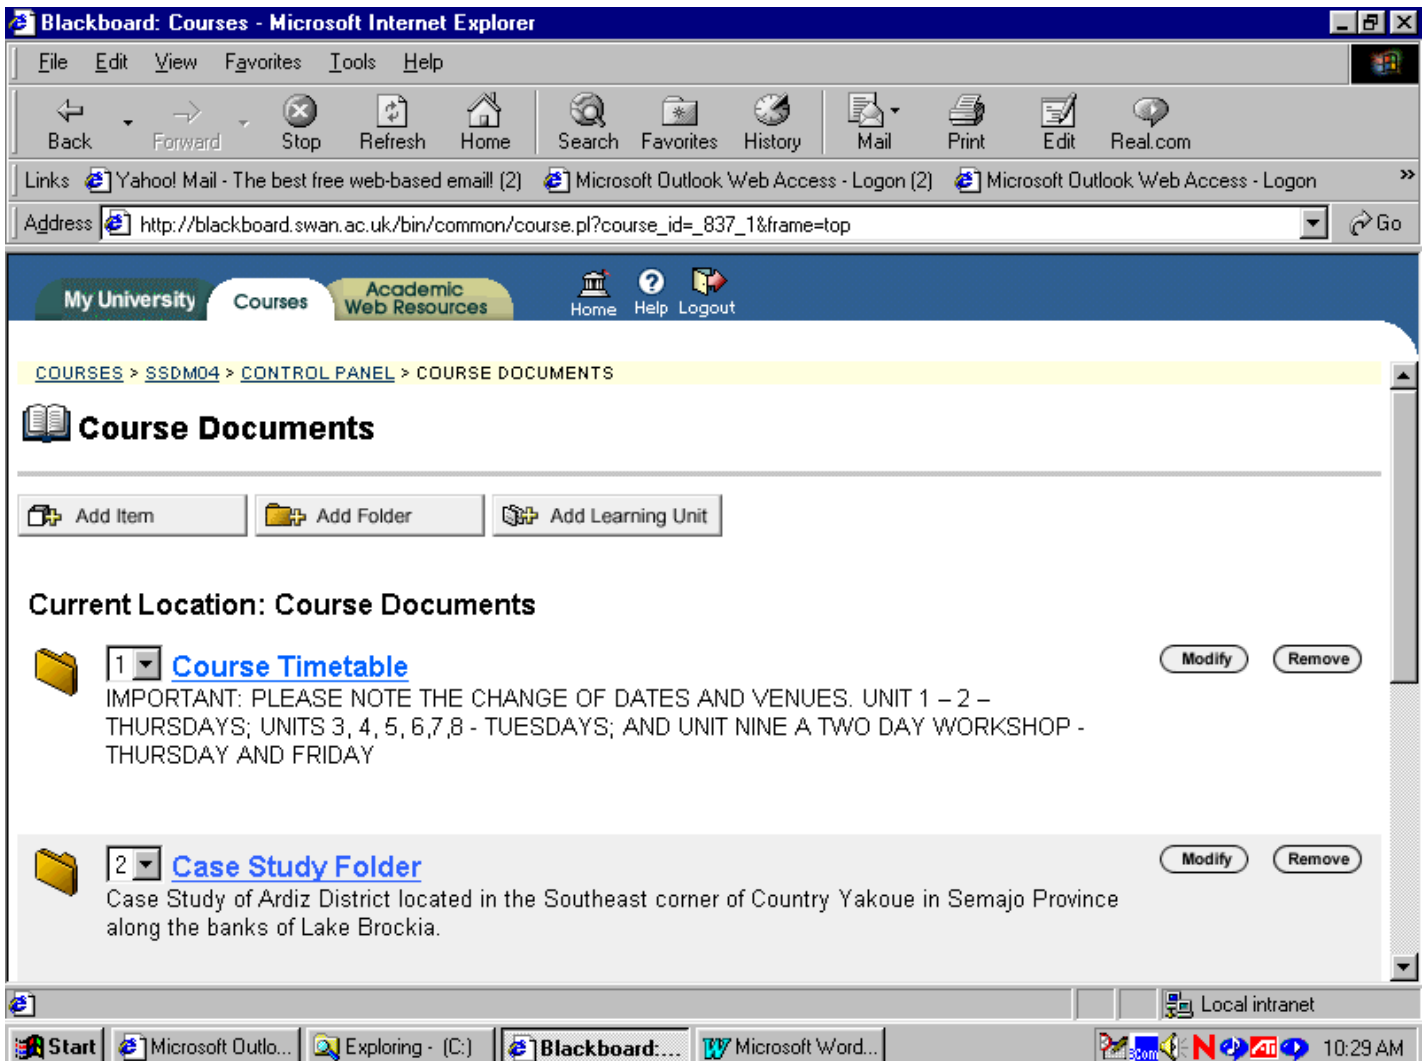 Blackboard: Courses - Microsoft Internet Explorer
File Edit View Favorites Tools Help
Back Forward Stop Refresh Home Search Favorites History Mail Print Edit Real.com
Links Yahoo! Mail - The best free web-based email! (2) Microsoft Outlook Web Access - Logon (2) Microsoft Outlook Web Access - Logon »
Address http://blackboard.swan.ac.uk/bin/common/course.pl?course_id=_837_1&frame=top Go
My University Courses Academic
Web Resources Home Help Logout
COURSES > SSDM04 > CONTROL PANEL > COURSE DOCUMENTS
Course Documents
Add Item Add Folder Add Learning Unit
Current Location: Course Documents
1 Course Timetable Modify Remove
IMPORTANT: PLEASE NOTE THE CHANGE OF DATES AND VENUES. UNIT 1 – 2 –
THURSDAYS; UNITS 3, 4, 5, 6,7,8 - TUESDAYS; AND UNIT NINE A TWO DAY WORKSHOP -
THURSDAY AND FRIDAY
2 Case Study Folder Modify Remove
Case Study of Ardiz District located in the Southeast corner of Country Yakoue in Semajo Province
along the banks of Lake Brockia.
Local intranet
Start Microsoft Outlo... Exploring - (C:) Blackboard:... Microsoft Word... 3com N ATI 10:29 AM